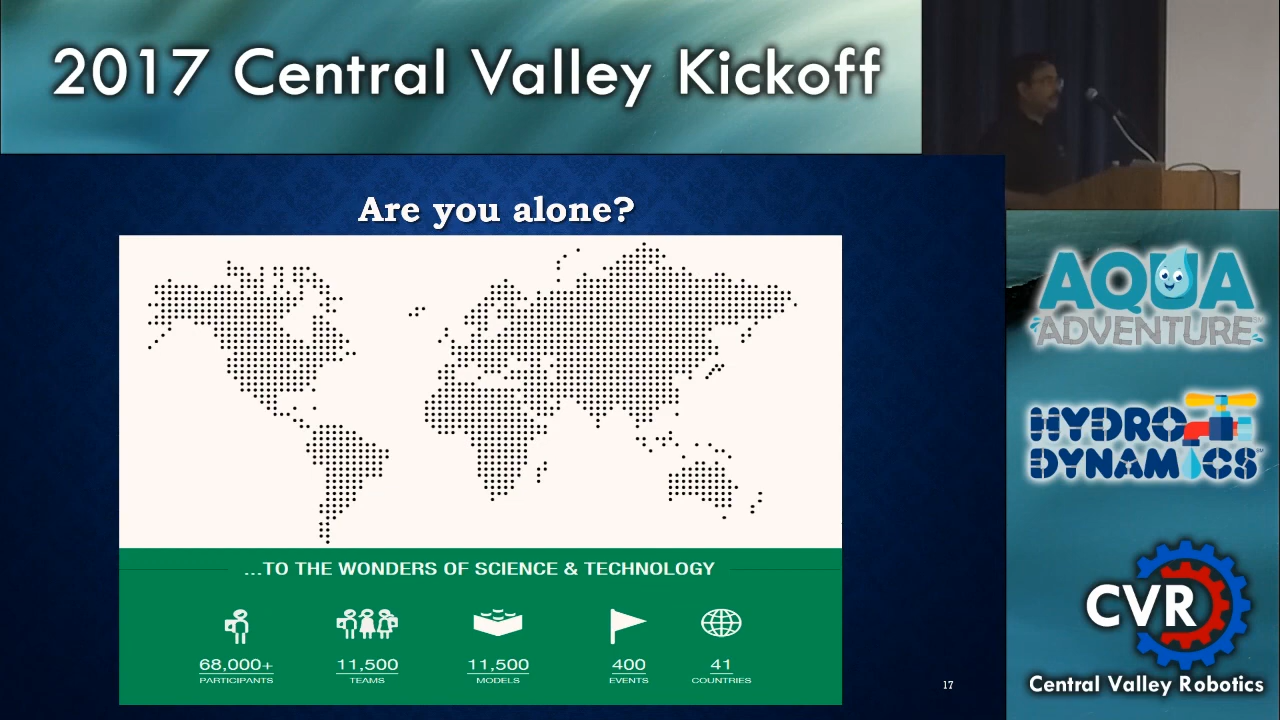 2017 Central Valley Kickoff
Are you alone?
...TO THE WONDERS OF SCIENCE & TECHNOLOGY
68,000+
PARTICIPANTS
11,500
TEAMS
11,500
MODELS
400
EVENTS
41
COUNTRIES
17
AQUA
ADVENTURE
HYDRO
DYNAMICS
CVR
Central Valley Robotics